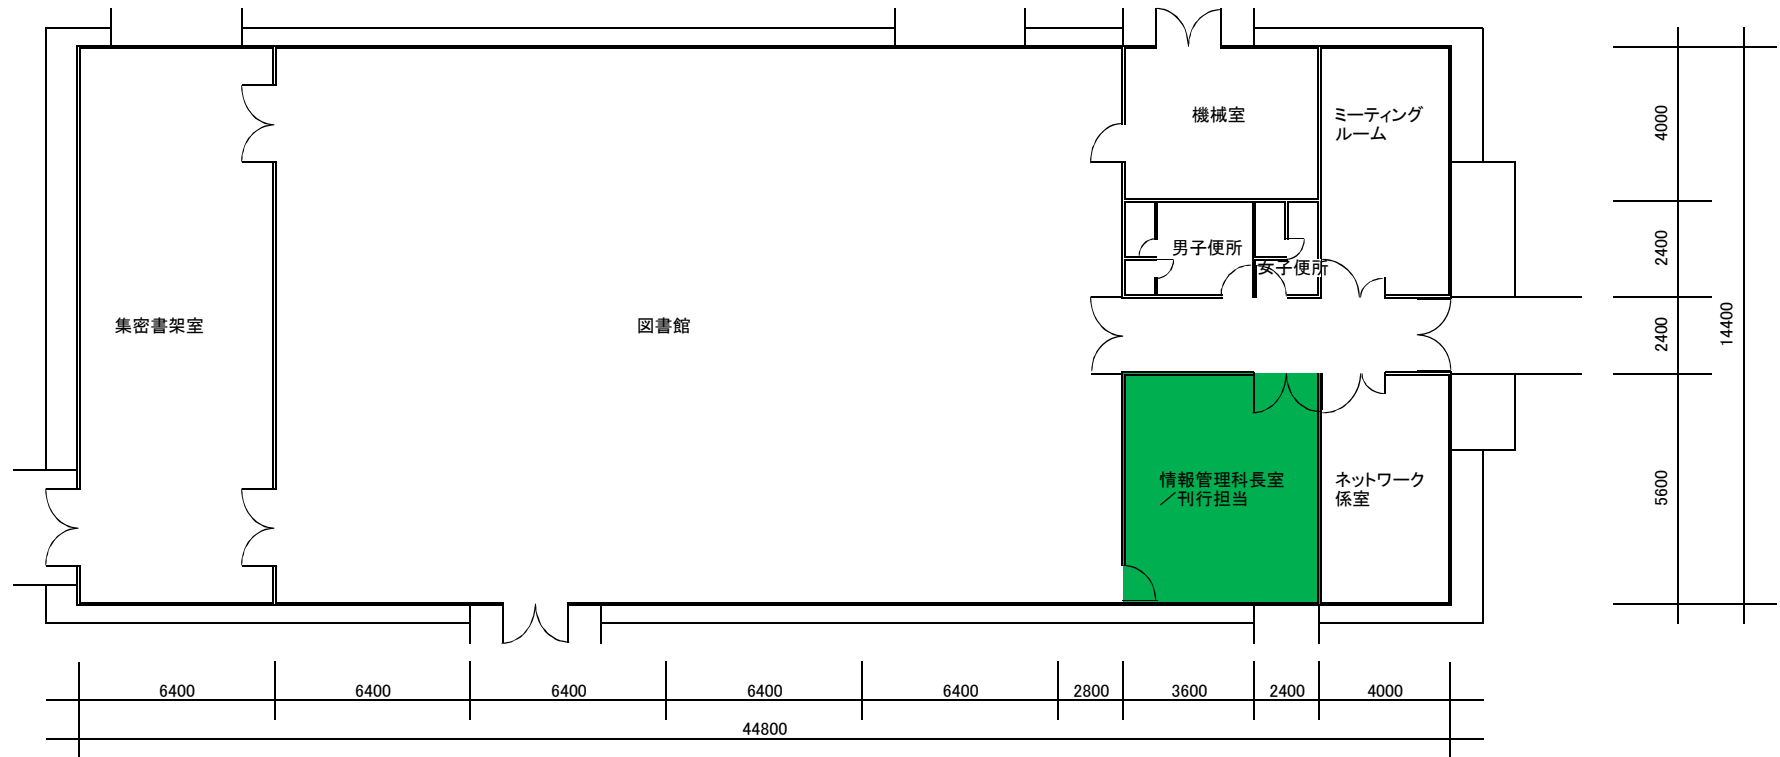 機械室
ミーティング
ルーム
男子便所
女子便所
集密書架室
図書館
情報管理科長室
／刊行担当
ネットワーク
係室
4000
2400
2400
5600
14400
6400
6400
6400
6400
6400
2800
3600
2400
4000
44800